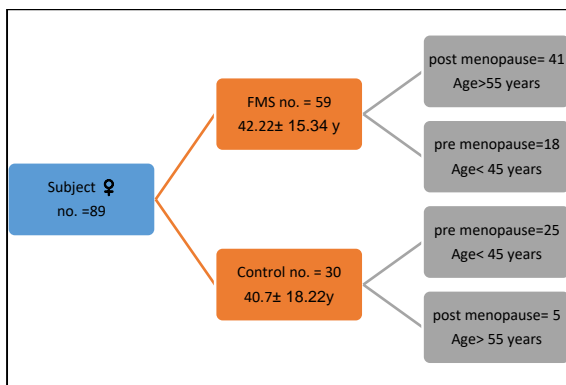 Subject ♀
no. =89
FMS no. = 59
42.22± 15.34 y
Control no. = 30
40.7± 18.22y
post menopause= 41
Age>55 years
pre menopause=18
Age< 45 years
pre menopause=25
Age< 45 years
post menopause= 5
Age> 55 years